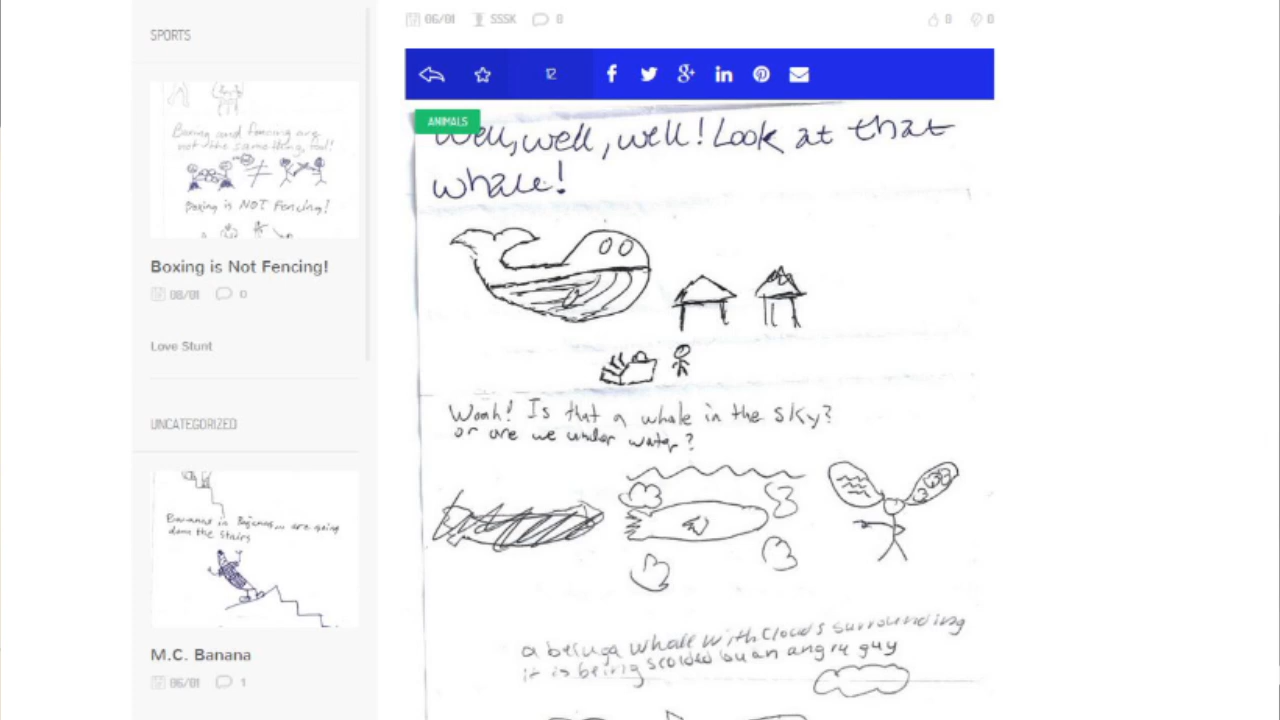 SPORTS
Boxing and fencing are
not the same thing, fool!
≠
Boxing is NOT Fencing!
Boxing is Not Fencing!
08/01 0
Love Stunt
UNCATEGORIZED
Bananas in Pajamas... are going
down the stairs
M.C. Banana
06/01 1
06/01 SSSK 0 0 0
12
ANIMALS
Well, well, well! Look at that
whale!
Woah! Is that a whale in the sky?
or are we under water?
a beluga whale with clouds surrounding
it is being scolded by an angry guy